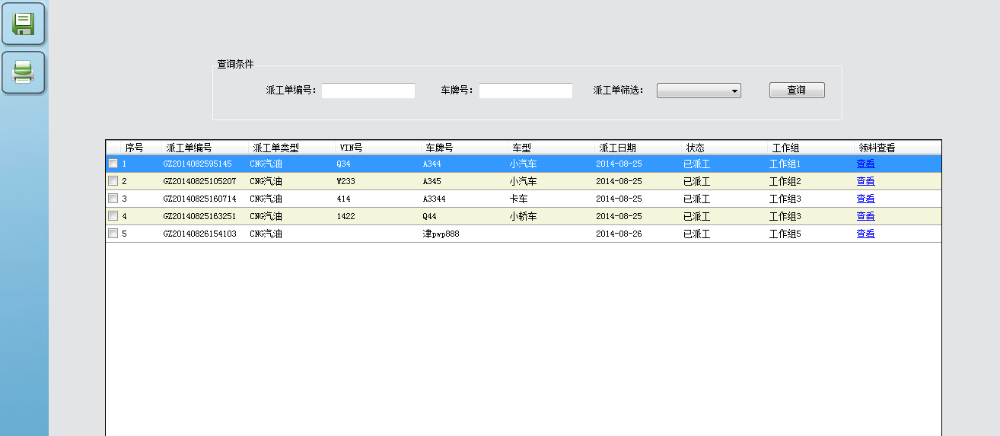 查询条件
派工单编号： 车牌号： 派工单筛选： 查询
序号 派工单编号 派工单类型 VIN号 车牌号 车型 派工日期 状态 工作组 领料查看
1 GZ2014082595145 CNG汽油 Q34 A344 小汽车 2014-08-25 已派工 工作组1 查看
2 GZ20140825105207 CNG汽油 W233 A345 小汽车 2014-08-25 已派工 工作组2 查看
3 GZ20140825160714 CNG汽油 414 A3344 卡车 2014-08-25 已派工 工作组3 查看
4 GZ20140825163251 CNG汽油 1422 Q44 小轿车 2014-08-25 已派工 工作组3 查看
5 GZ20140826154103 CNG汽油 津pwp888 2014-08-26 已派工 工作组5 查看